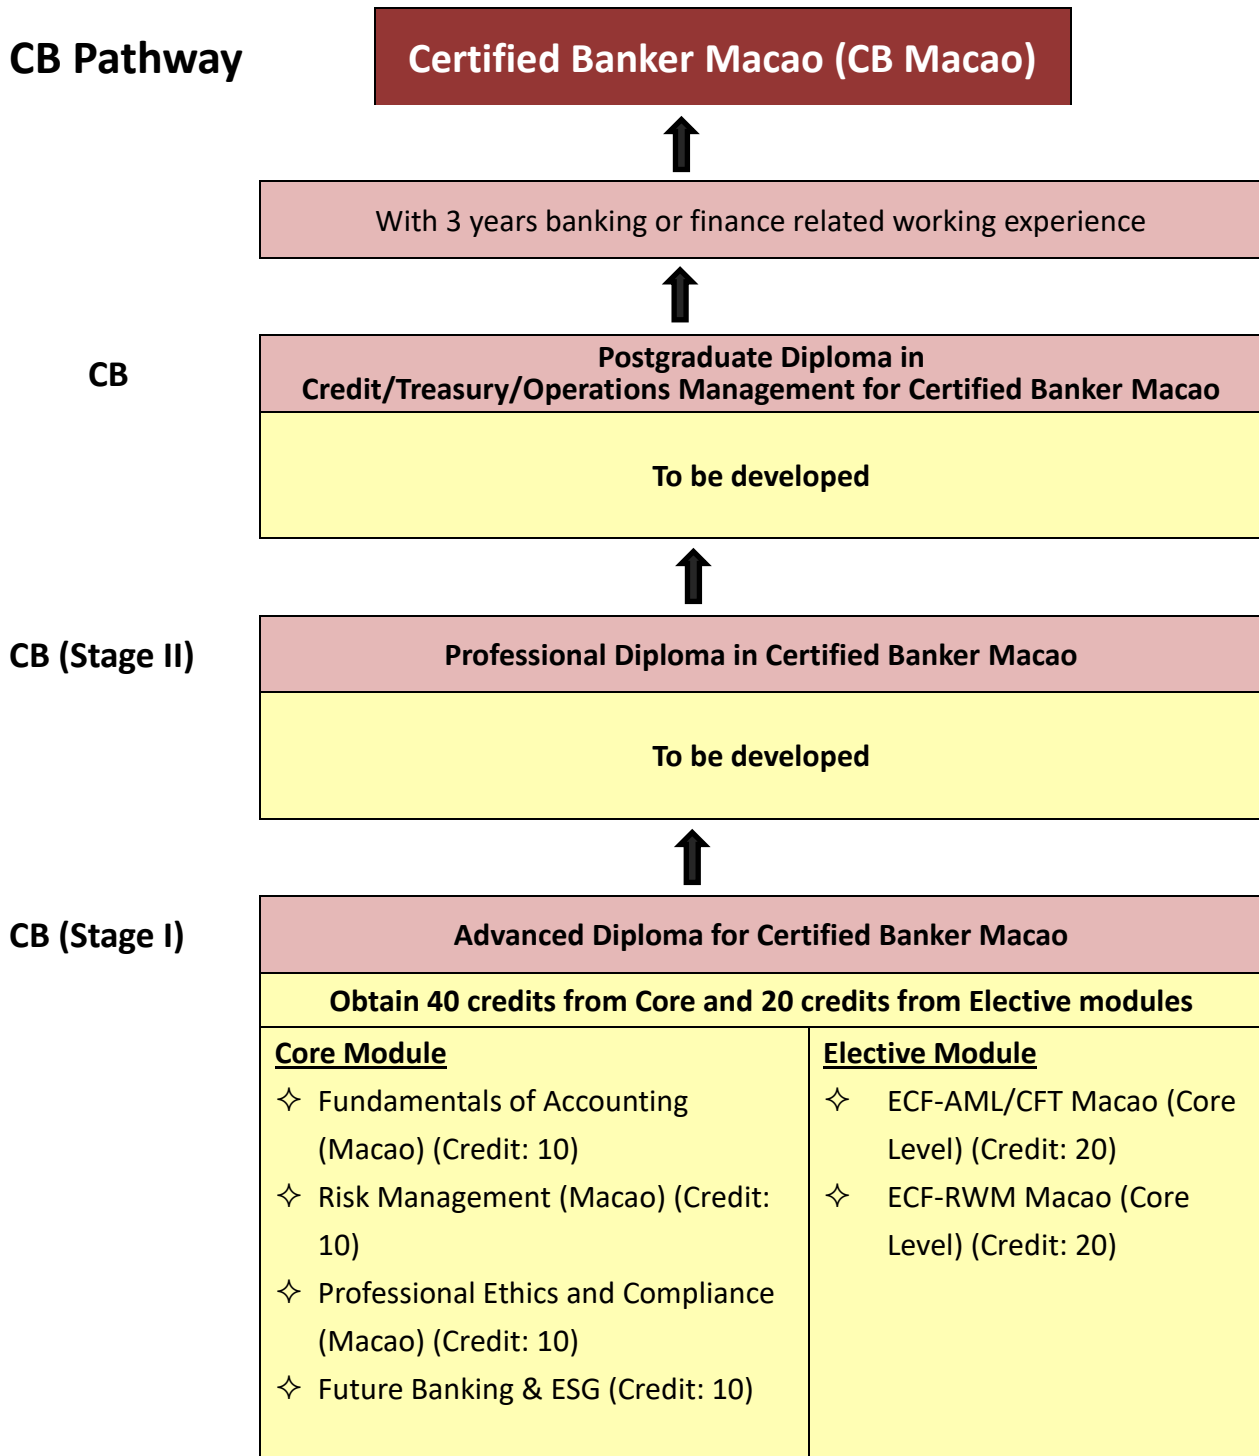 CB Pathway
Certified Banker Macao (CB Macao)
With 3 years banking or finance related working experience
CB
Postgraduate Diploma in
Credit/Treasury/Operations Management for Certified Banker Macao
To be developed
CB (Stage II)
Professional Diploma in Certified Banker Macao
To be developed
CB (Stage I)
Advanced Diploma for Certified Banker Macao
Obtain 40 credits from Core and 20 credits from Elective modules
Core Module
✧ Fundamentals of Accounting
(Macao) (Credit: 10)
✧ Risk Management (Macao) (Credit:
10)
✧ Professional Ethics and Compliance
(Macao) (Credit: 10)
✧ Future Banking & ESG (Credit: 10)
Elective Module
✧ ECF-AML/CFT Macao (Core
Level) (Credit: 20)
✧ ECF-RWM Macao (Core
Level) (Credit: 20)